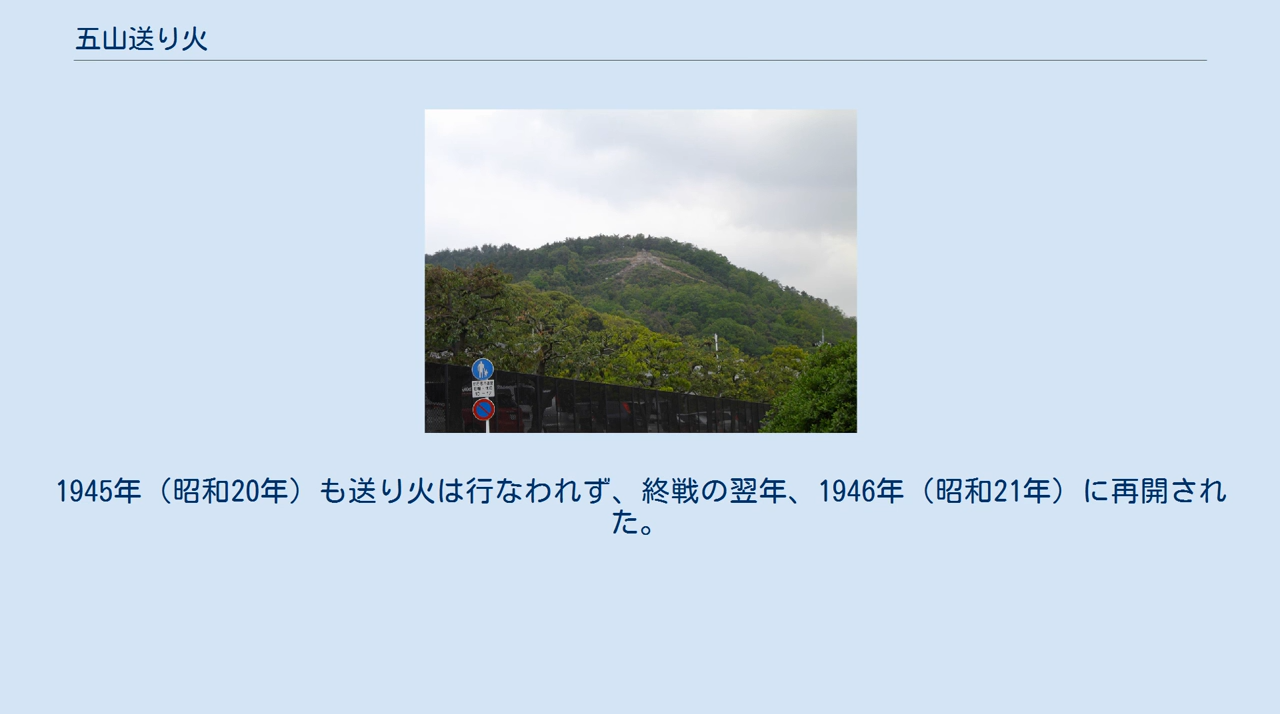 五山送り火
1945年（昭和20年）も送り火は行なわれず、終戦の翌年、1946年（昭和21年）に再開され
た。